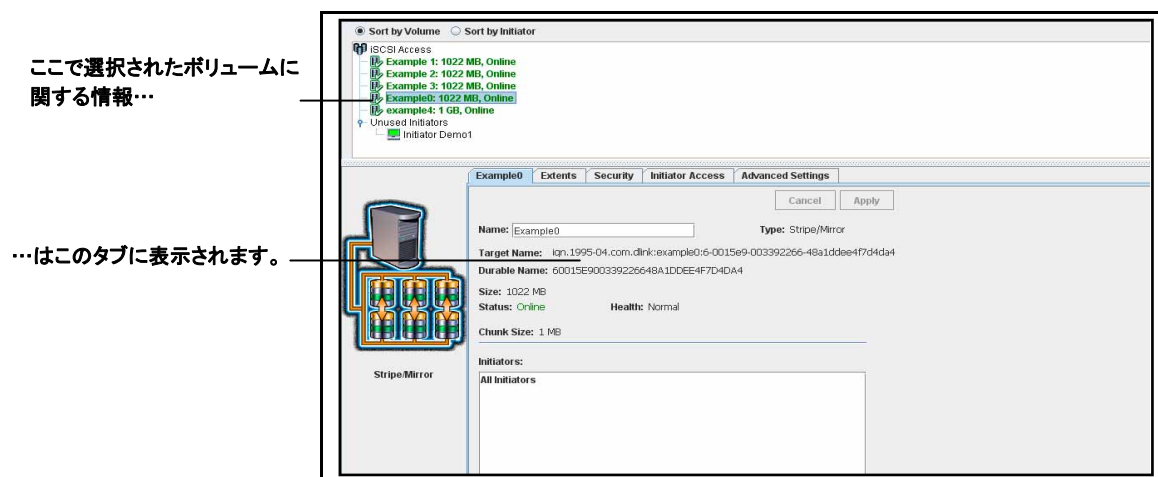 ここで選択されたボリュームに
関する情報…
…はこのタブに表示されます。
Sort by Volume Sort by Initiator
iSCSI Access
Example 1: 1022 MB, Online
Example 2: 1022 MB, Online
Example 3: 1022 MB, Online
Example0: 1022 MB, Online
example4: 1 GB, Online
Unused Initiators
Initiator Demo1
Example0 Extents Security Initiator Access Advanced Settings
Cancel Apply
Name: Example0 Type: Stripe/Mirror
Target Name: iqn.1995-04.com.dlink:example0:6-0015e9-003392266-48a1ddee4f7d4da4
Durable Name: 60015E900339226648A1DDEE4F7D4DA4
Size: 1022 MB
Status: Online Health: Normal
Chunk Size: 1 MB
Initiators:
All Initiators
Stripe/Mirror